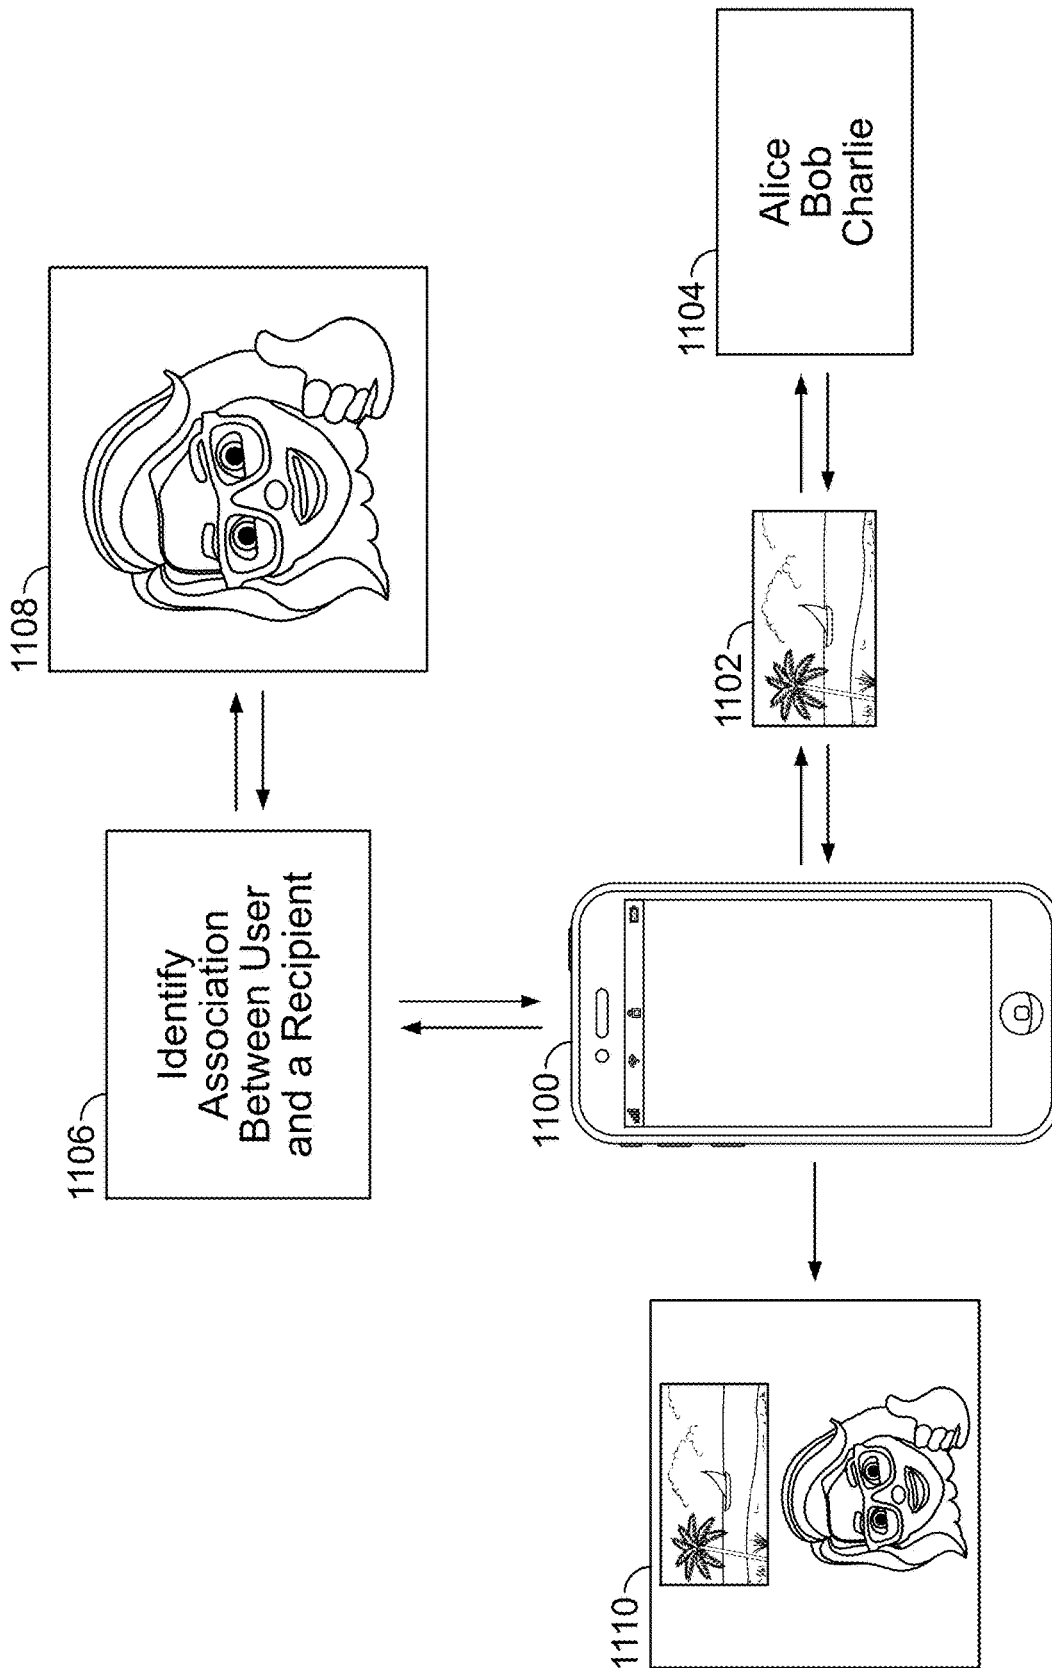 1106
Identify
Association
Between User
and a Recipient
1108
1110
1100
1102
1104
Alice
Bob
Charlie